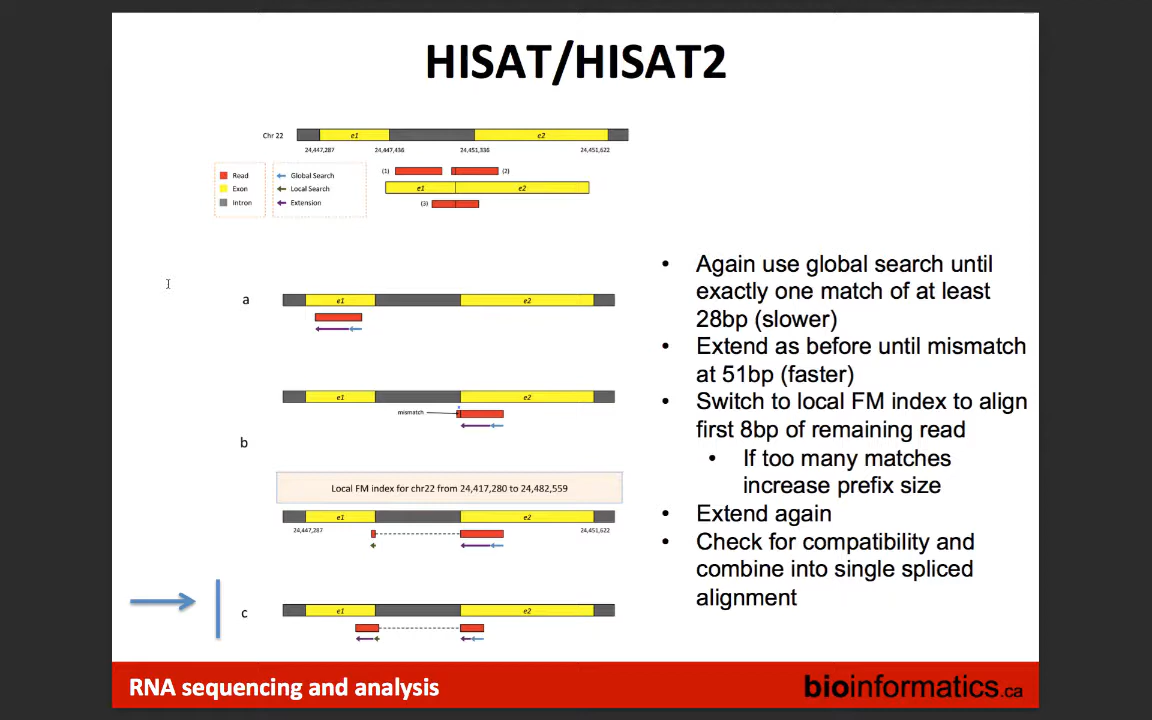 HISAT/HISAT2
Chr 22
e1
e2
24,447,287
24,447,436
24,451,336
24,451,622
Read
Exon
Intron
Global Search
Local Search
Extension
(1)
(2)
e1
e2
(3)
a
e1
e2
e1
e2
mismatch
b
Local FM index for chr22 from 24,417,280 to 24,482,559
e1
e2
24,447,287
24,451,622
c
e1
e2
• Again use global search until
exactly one match of at least
28bp (slower)
• Extend as before until mismatch
at 51bp (faster)
• Switch to local FM index to align
first 8bp of remaining read
• If too many matches
increase prefix size
• Extend again
• Check for compatibility and
combine into single spliced
alignment
RNA sequencing and analysis
bioinformatics.ca